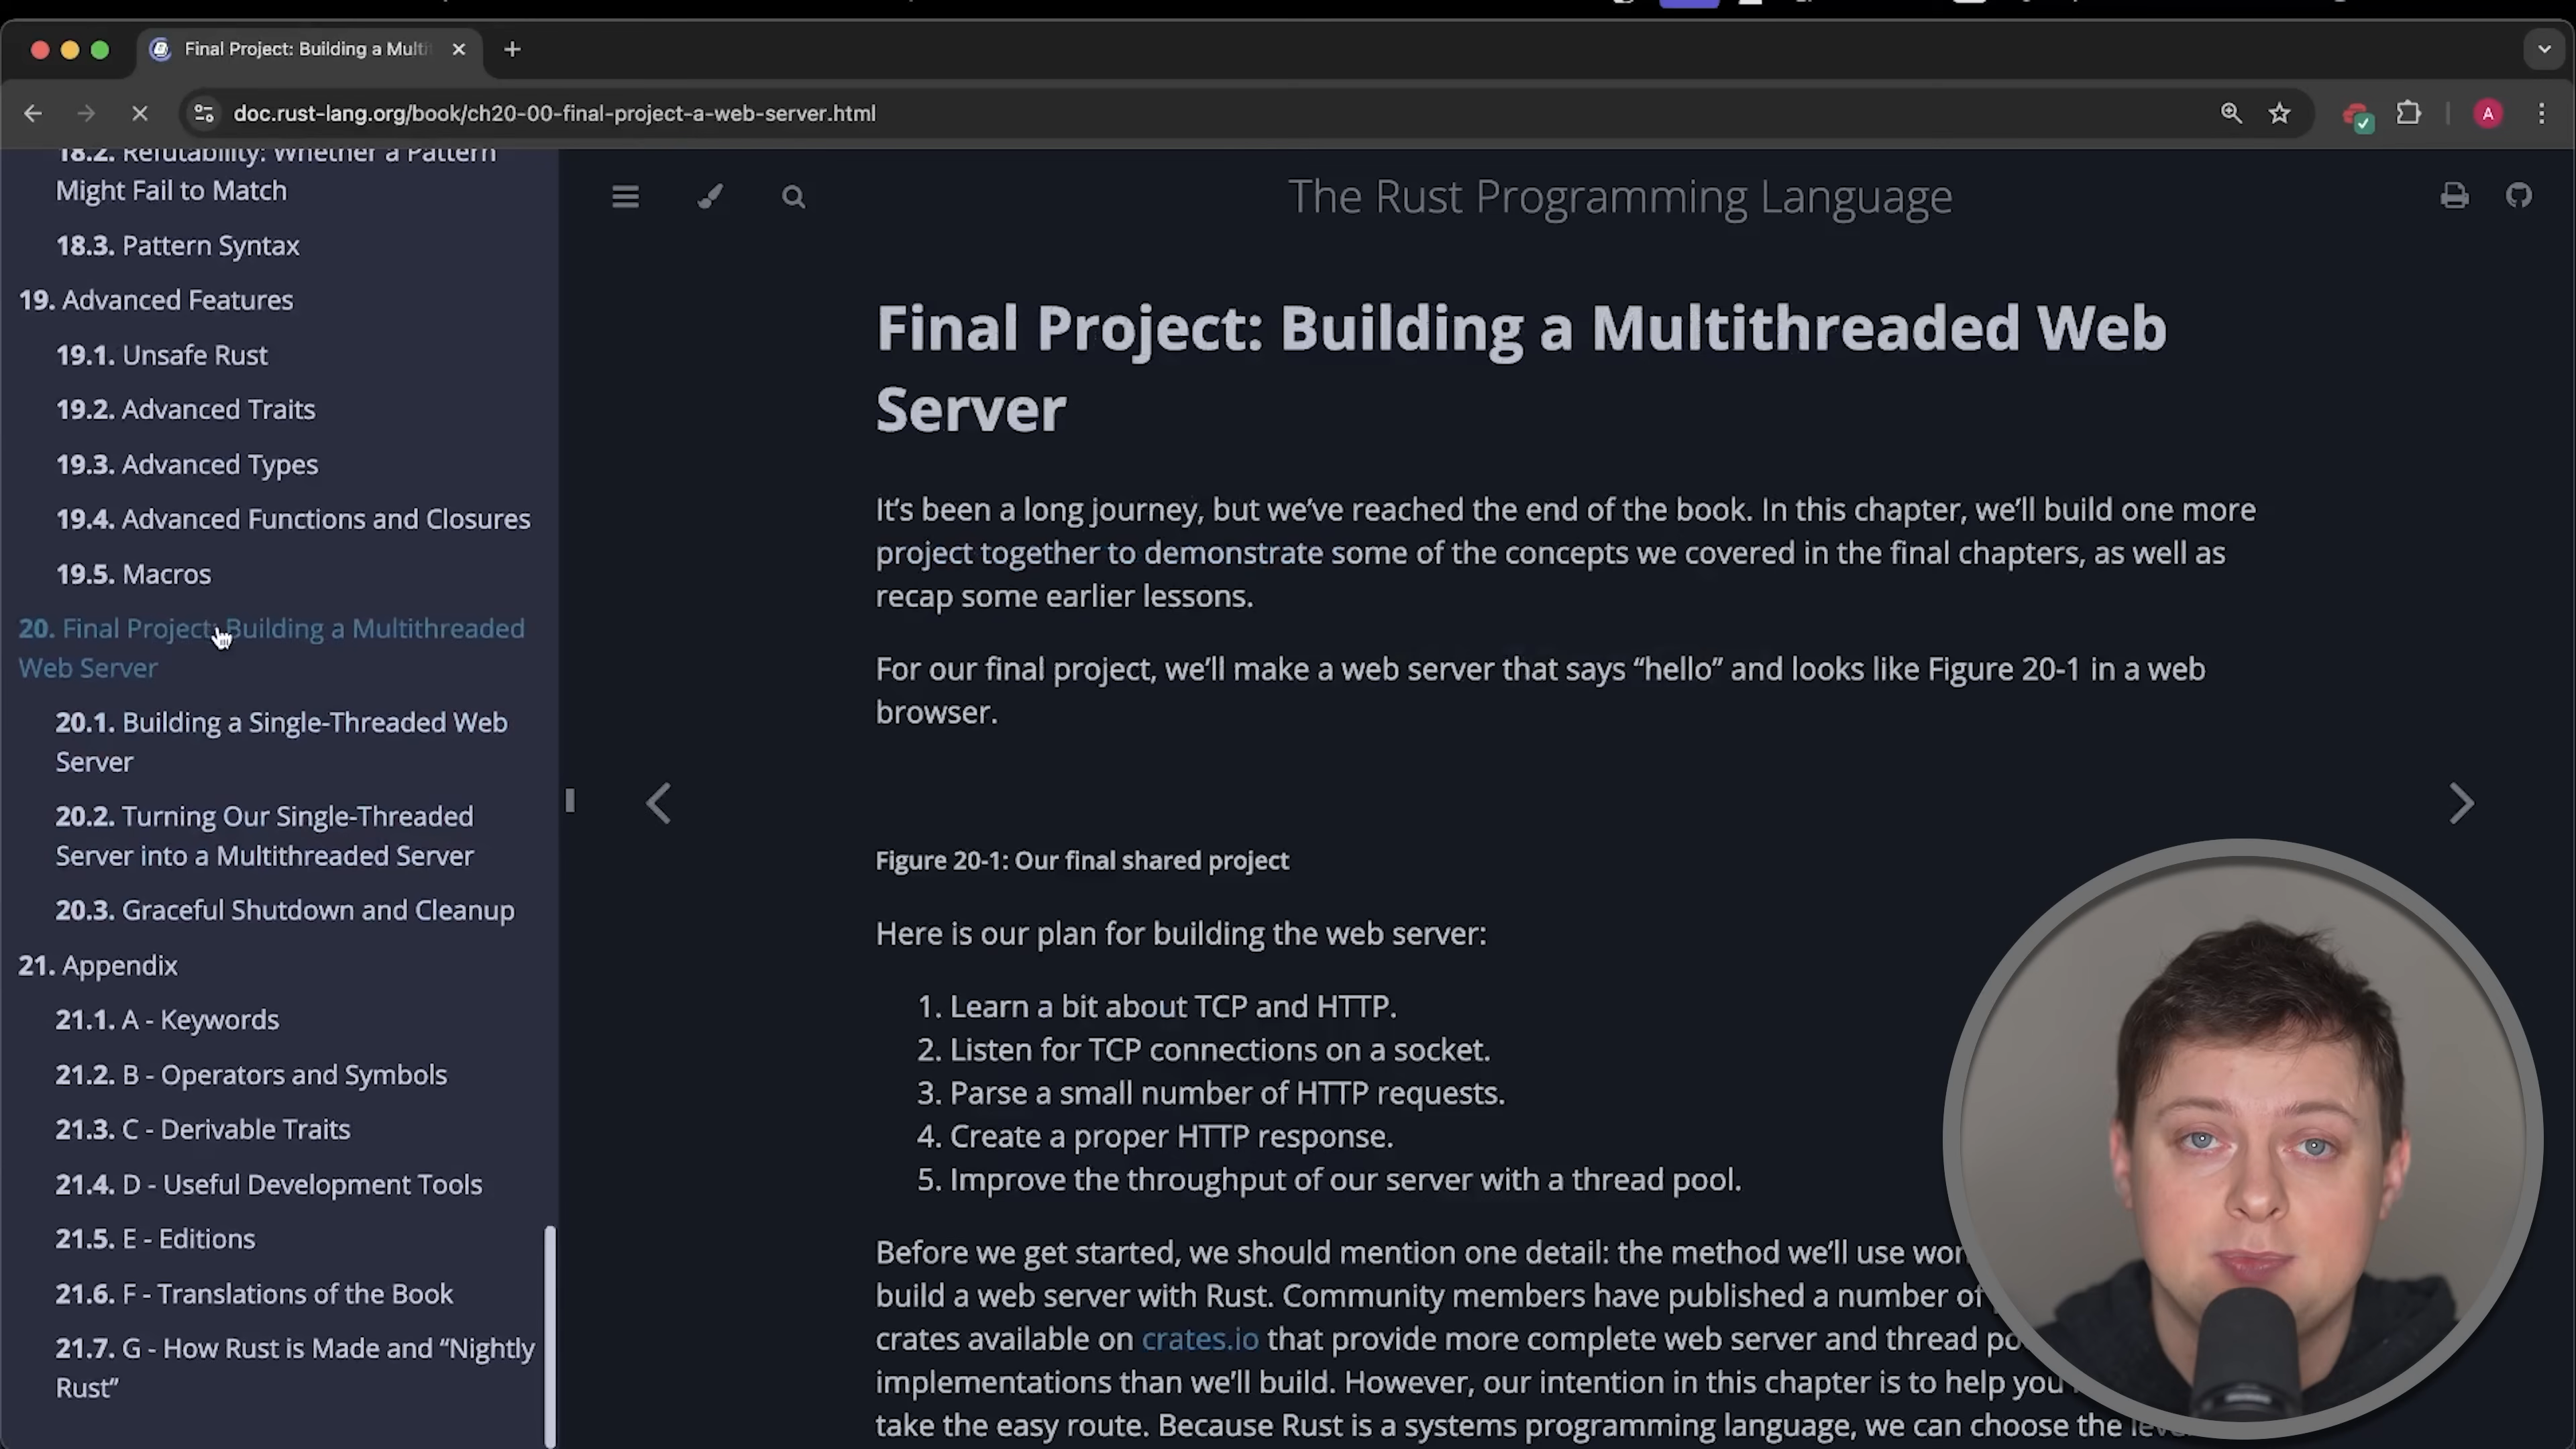 Final Project: Building a Multi
doc.rust-lang.org/book/ch20-00-final-project-a-web-server.html
A
18.2. Refutability: Whether a Pattern
Might Fail to Match
18.3. Pattern Syntax
19. Advanced Features
19.1. Unsafe Rust
19.2. Advanced Traits
19.3. Advanced Types
19.4. Advanced Functions and Closures
19.5. Macros
20. Final Project: Building a Multithreaded
Web Server
20.1. Building a Single-Threaded Web
Server
20.2. Turning Our Single-Threaded
Server into a Multithreaded Server
20.3. Graceful Shutdown and Cleanup
21. Appendix
21.1. A - Keywords
21.2. B - Operators and Symbols
21.3. C - Derivable Traits
21.4. D - Useful Development Tools
21.5. E - Editions
21.6. F - Translations of the Book
21.7. G - How Rust is Made and “Nightly
Rust”
The Rust Programming Language
Final Project: Building a Multithreaded Web
Server
It’s been a long journey, but we’ve reached the end of the book. In this chapter, we’ll build one more
project together to demonstrate some of the concepts we covered in the final chapters, as well as
recap some earlier lessons.
For our final project, we’ll make a web server that says “hello” and looks like Figure 20-1 in a web
browser.
Figure 20-1: Our final shared project
Here is our plan for building the web server:
1. Learn a bit about TCP and HTTP.
2. Listen for TCP connections on a socket.
3. Parse a small number of HTTP requests.
4. Create a proper HTTP response.
5. Improve the throughput of our server with a thread pool.
Before we get started, we should mention one detail: the method we’ll use
build a web server with Rust. Community members have published a number of
crates available on crates.io that provide more complete web server and thread
implementations than we’ll build. However, our intention in this chapter is to help you
take the easy route. Because Rust is a systems programming language, we can choose the